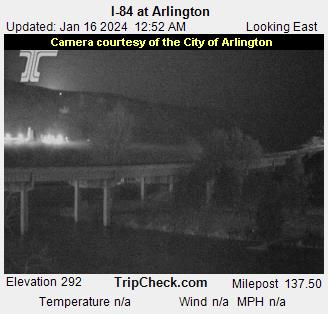 I-84 at Arlington
Updated: Jan 16 2024 12:52 AM Looking East
Camera courtesy of the City of Arlington
Elevation 292 TripCheck.com Milepost 137.50
Temperature n/a Wind n/a MPH n/a